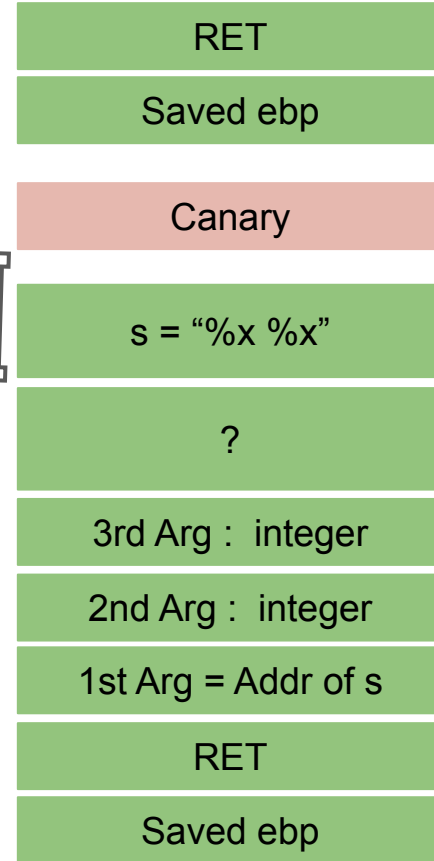 RET
Saved ebp
Canary
s = “%x %x”
?
3rd Arg : integer
2nd Arg : integer
1st Arg = Addr of s
RET
Saved ebp